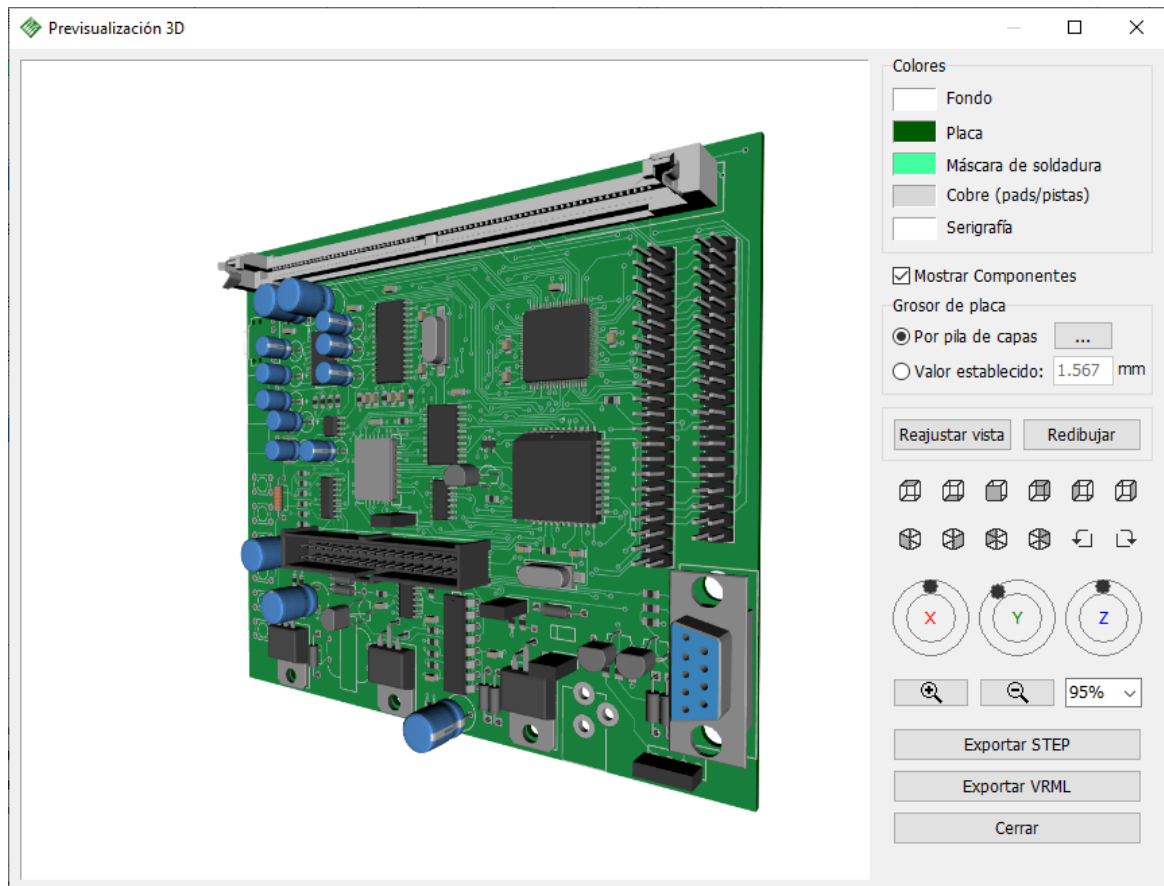 Previsualización 3D
Colores
Fondo
Placa
Máscara de soldadura
Cobre (pads/pistas)
Serigrafía
Mostrar Componentes
Grosor de placa
Por pila de capas ...
Valor establecido: 1.567 mm
Reajustar vista Redibujar
X Y Z
95%
Exportar STEP
Exportar VRML
Cerrar